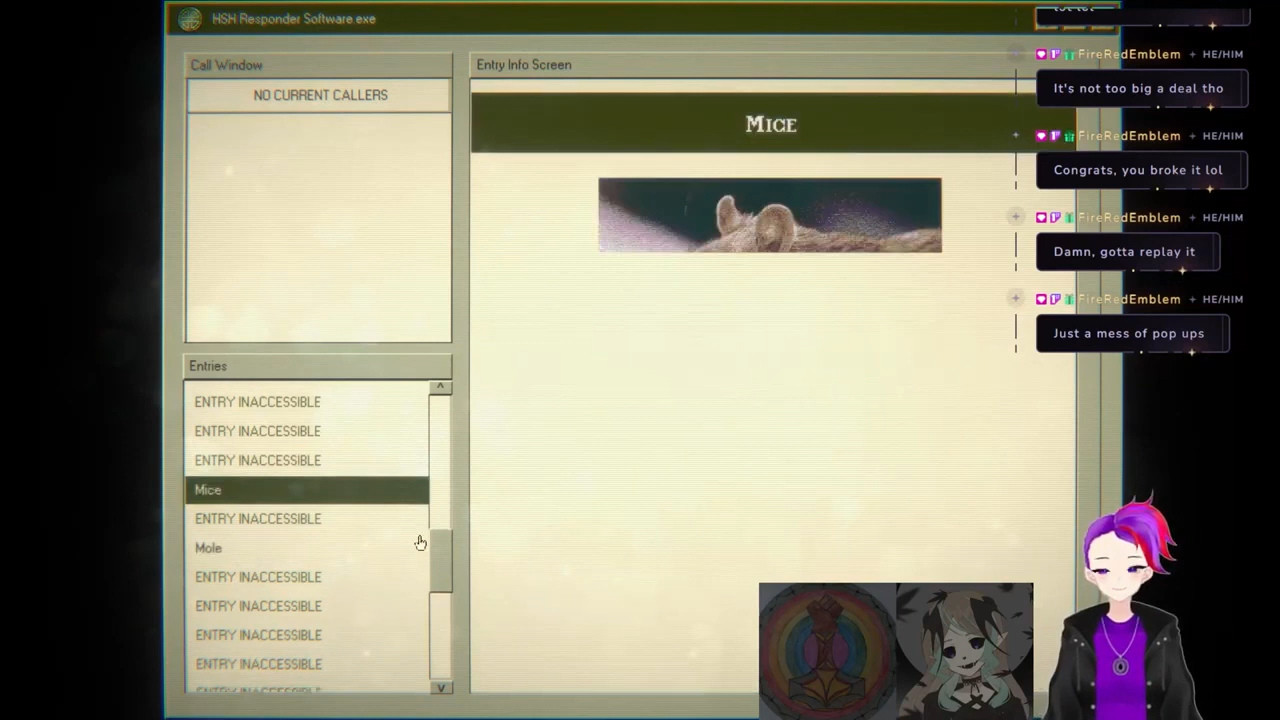 HSH Responder Software.exe
Call Window
NO CURRENT CALLERS
Entries
ENTRY INACCESSIBLE
ENTRY INACCESSIBLE
ENTRY INACCESSIBLE
Mice
ENTRY INACCESSIBLE
Mole
ENTRY INACCESSIBLE
ENTRY INACCESSIBLE
ENTRY INACCESSIBLE
ENTRY INACCESSIBLE
Entry Info Screen
MICE
FireRedEmblem + HE/HIM
It's not too big a deal tho
FireRedEmblem + HE/HIM
Congrats, you broke it lol
FireRedEmblem + HE/HIM
Damn, gotta replay it
FireRedEmblem + HE/HIM
Just a mess of pop ups